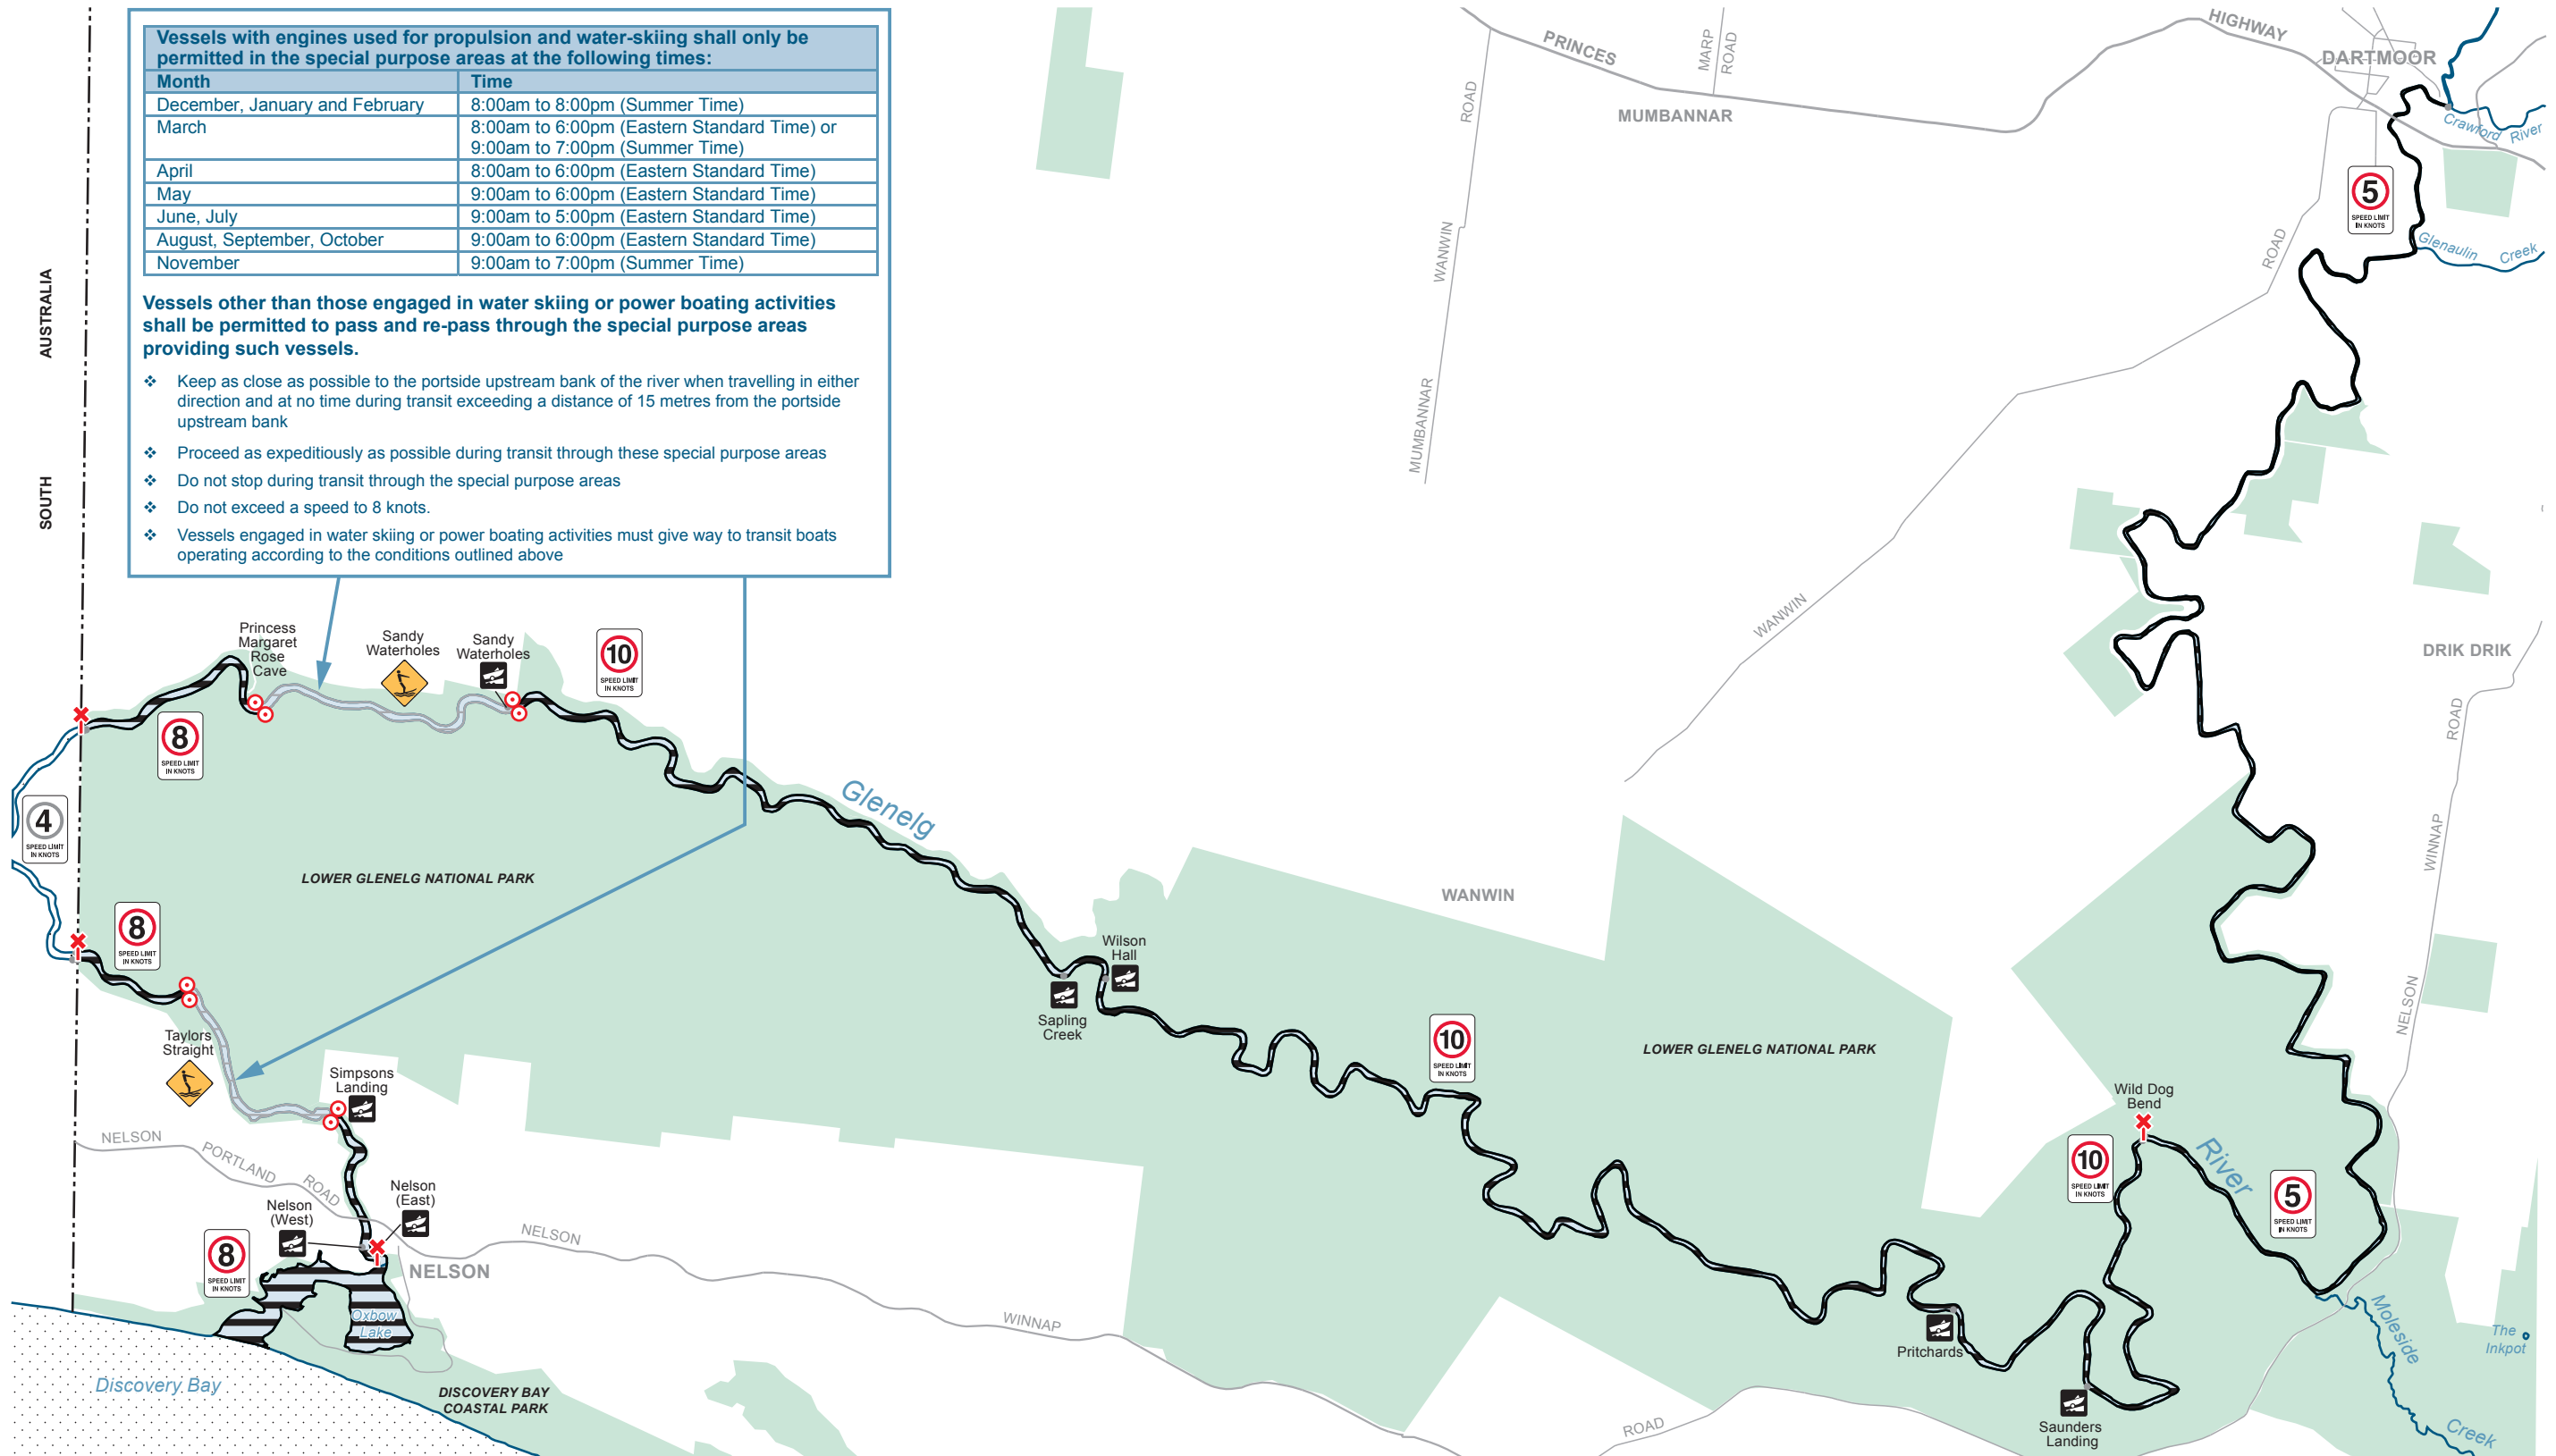 Vessels with engines used for propulsion and water-skiing shall only be
permitted in the special purpose areas at the following times:
Month Time
December, January and February 8:00am to 8:00pm (Summer Time)
March 8:00am to 6:00pm (Eastern Standard Time) or
9:00am to 7:00pm (Summer Time)
April 8:00am to 6:00pm (Eastern Standard Time)
May 9:00am to 6:00pm (Eastern Standard Time)
June, July 9:00am to 5:00pm (Eastern Standard Time)
August, September, October 9:00am to 6:00pm (Eastern Standard Time)
November 9:00am to 7:00pm (Summer Time)
Vessels other than those engaged in water skiing or power boating activities
shall be permitted to pass and re-pass through the special purpose areas
providing such vessels.
❖ Keep as close as possible to the portside upstream bank of the river when travelling in either
direction and at no time during transit exceeding a distance of 15 metres from the portside
upstream bank
❖ Proceed as expeditiously as possible during transit through these special purpose areas
❖ Do not stop during transit through the special purpose areas
❖ Do not exceed a speed to 8 knots.
❖ Vessels engaged in water skiing or power boating activities must give way to transit boats
operating according to the conditions outlined above
SOUTH AUSTRALIA
PRINCES HIGHWAY
MARP
ROAD
DARTMOOR
MUMBANNAR
Crawford River
5
SPEED LIMIT
IN KNOTS
Glenaulin Creek
MUMBANNAR WANWIN ROAD
WANWIN ROAD
DRIK DRIK
Princess
Margaret
Rose
Cave
Sandy
Waterholes
Sandy
Waterholes
10
SPEED LIMIT
IN KNOTS
8
SPEED LIMIT
IN KNOTS
4
SPEED LIMIT
IN KNOTS
Glenelg
LOWER GLENELG NATIONAL PARK
WANWIN
8
SPEED LIMIT
IN KNOTS
Wilson
Hall
Sapling
Creek
10
SPEED LIMIT
IN KNOTS
LOWER GLENELG NATIONAL PARK
NELSON WINNAP ROAD
Taylors
Straight
Simpsons
Landing
Wild Dog
Bend
10
SPEED LIMIT
IN KNOTS
River
5
SPEED LIMIT
IN KNOTS
NELSON
PORTLAND
ROAD
Nelson
(West)
Nelson
(East)
NELSON
8
SPEED LIMIT
IN KNOTS
NELSON
Oxbow
Lake
WINNAP
Pritchards
Moleside
Creek
The
Inkpot
Discovery Bay
DISCOVERY BAY
COASTAL PARK
ROAD
Saunders
Landing